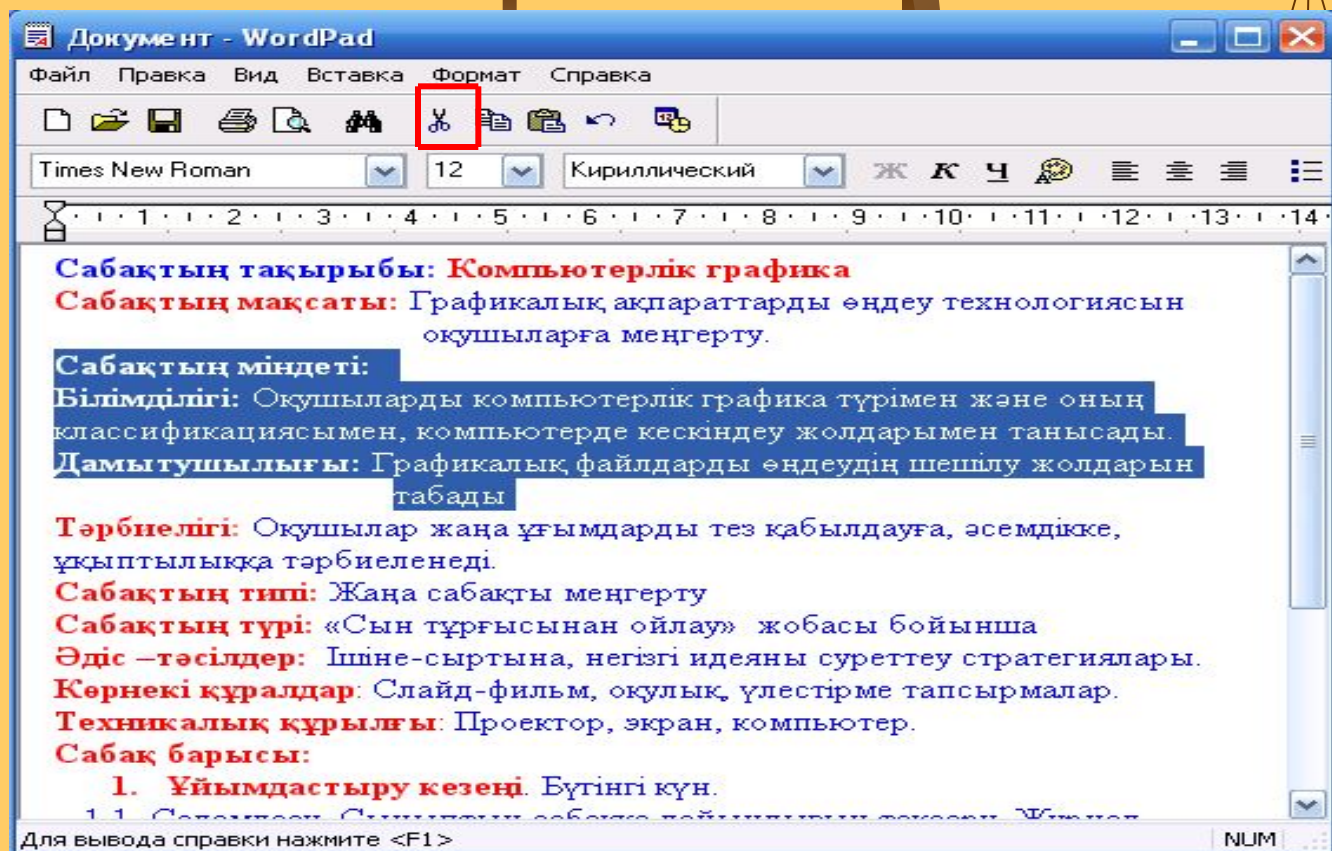 Документ - WordPad
Файл Правка Вид Вставка Формат Справка
Times New Roman 12 Кириллический Ж К Ч
1 2 3 4 5 6 7 8 9 10 11 12 13 14
Сабақтың тақырыбы: Компьютерлік графика
Сабақтың мақсаты: Графикалық ақпараттарды өңдеу технологиясын
оқушыларға меңгерту.
Сабақтың міндеті:
Білімділігі: Оқушыларды компьютерлік графика түрімен және оның
классификациясымен, компьютерде кескіндеу жолдарымен танысады.
Дамытушылығы: Графикалық файлдарды өңдеудің шешілу жолдарын
табады
Тәрбиелігі: Оқушылар жаңа ұғымдарды тез қабылдауға, әсемдікке,
ұқыптылыққа тәрбиеленеді.
Сабақтың типі: Жаңа сабақты меңгерту
Сабақтың түрі: «Сын тұрғысынан ойлау» жобасы бойынша
Әдіс –тәсілдер: Ішіне-сыртына, негізгі идеяны суреттеу стратегиялары.
Көрнекі құралдар: Слайд-фильм, оқулық, үлестірме тапсырмалар.
Техникалық құрылғы: Проектор, экран, компьютер.
Сабақ барысы:
1. Ұйымдастыру кезеңі. Бүгінгі күн.
Для вывода справки нажмите <F1> NUM